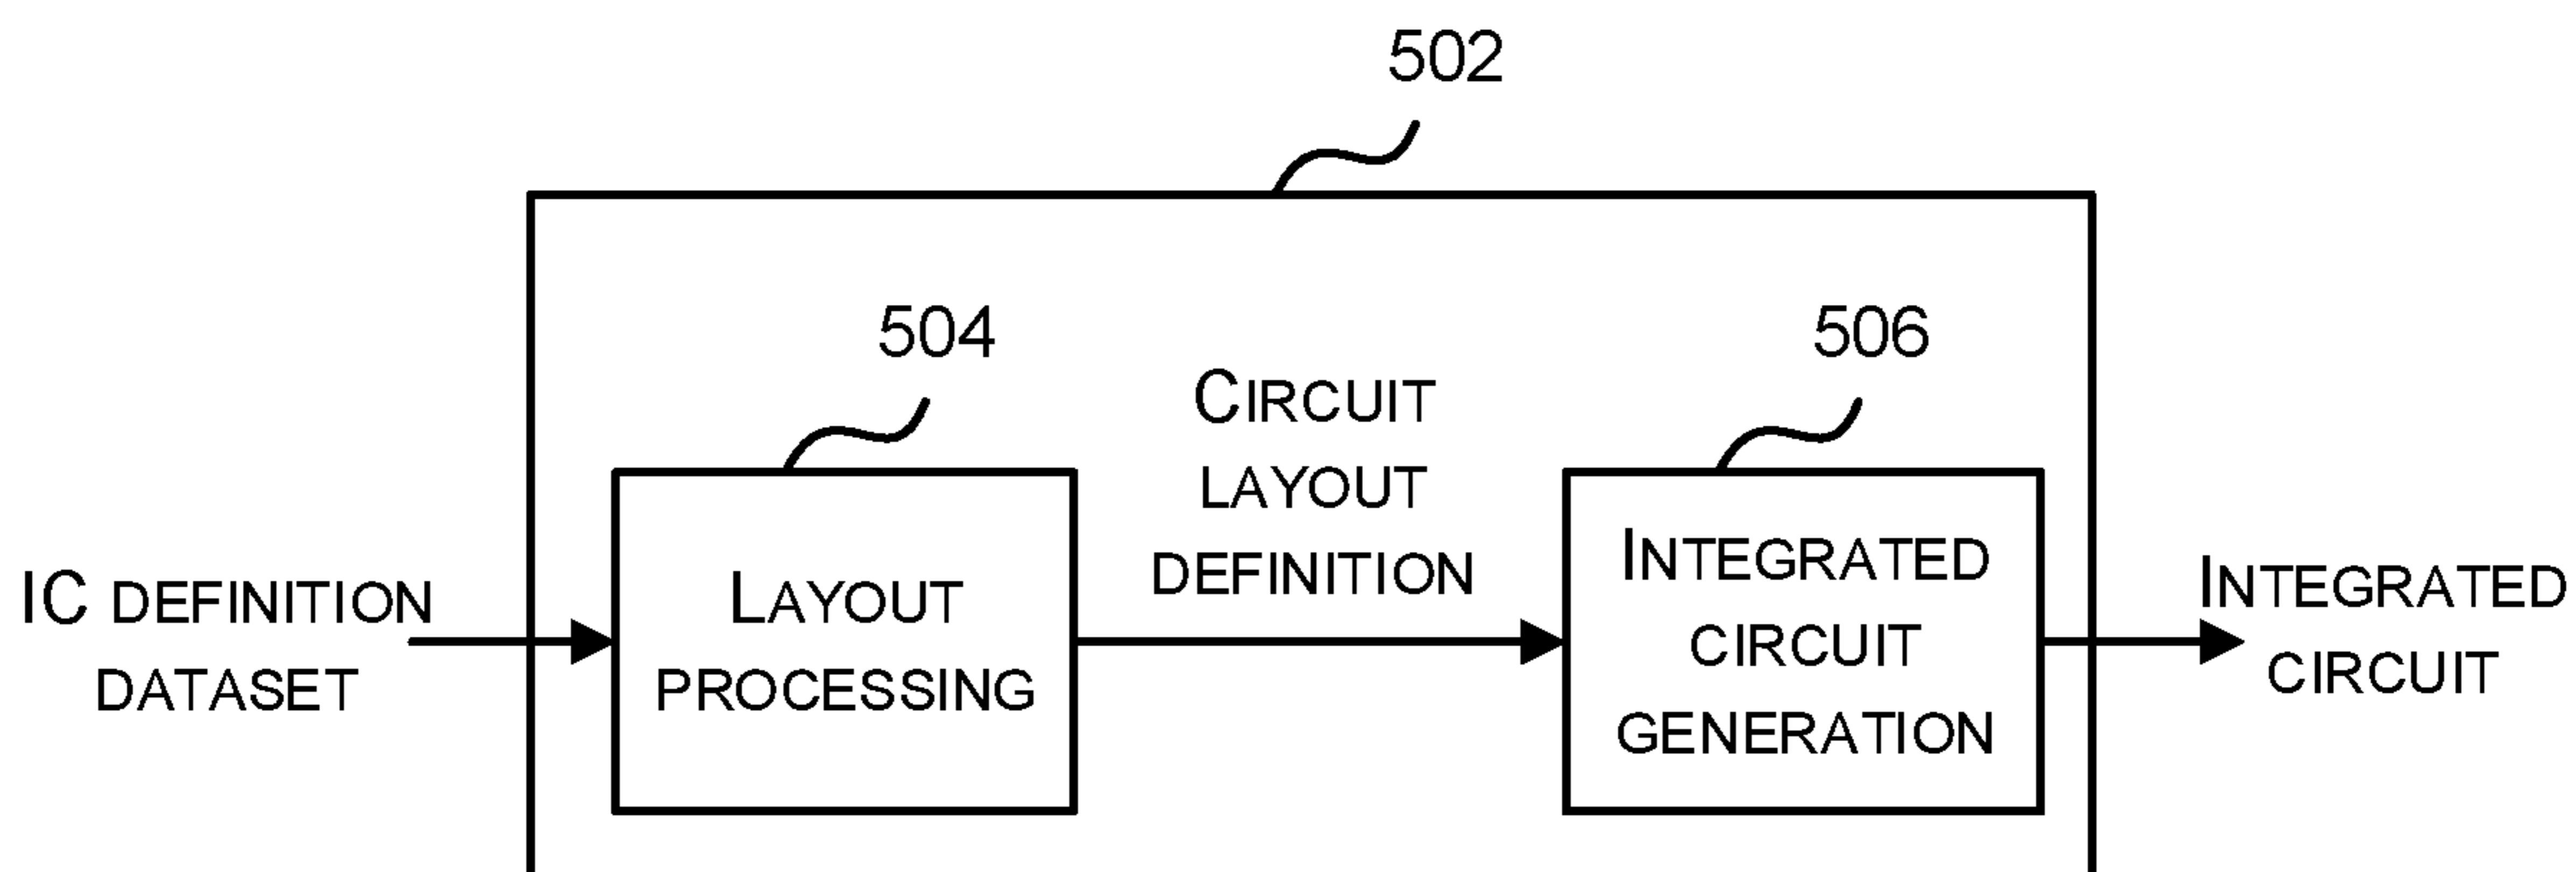 502
504
506
CIRCUIT
LAYOUT
DEFINITION
IC DEFINITION
DATASET
LAYOUT
PROCESSING
INTEGRATED
CIRCUIT
GENERATION
INTEGRATED
CIRCUIT